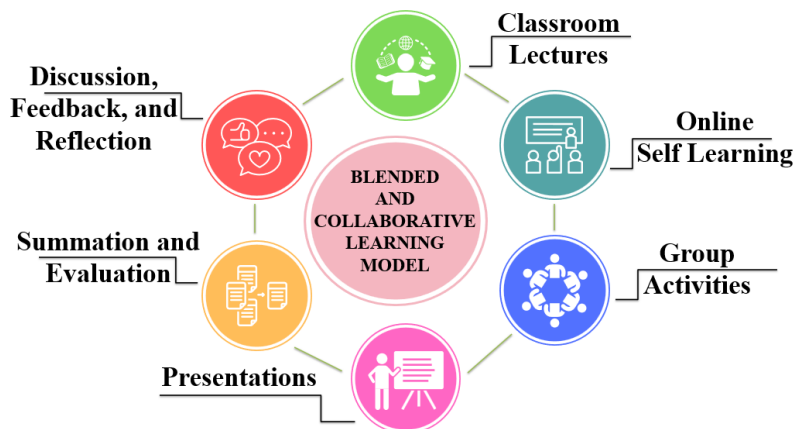 Classroom
Lectures
Discussion,
Feedback, and
Reflection
Online
Self Learning
BLENDED
AND
COLLABORATIVE
LEARNING
MODEL
Summation and
Evaluation
Group
Activities
Presentations